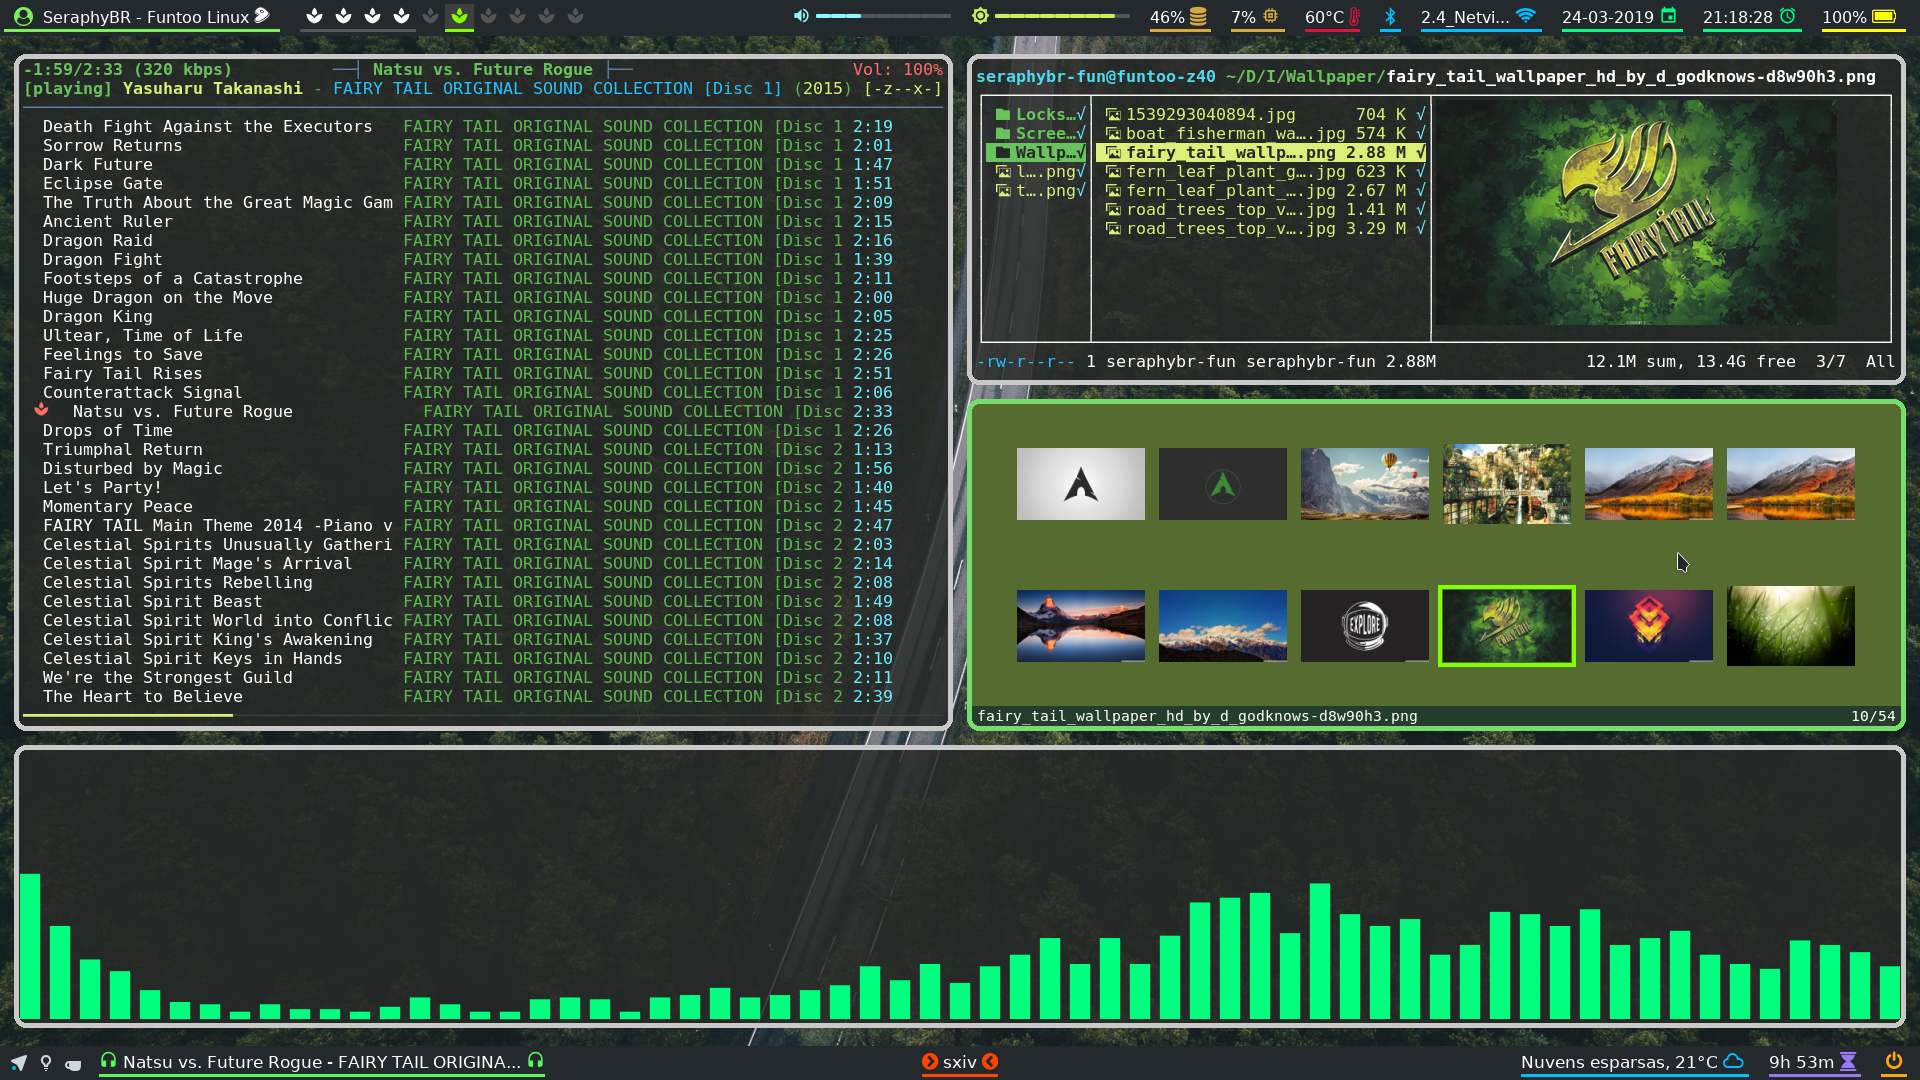 SeraphyBR - Funtoo Linux
46% 7% 60°C 2.4_Netvi... 24-03-2019 21:18:28 100%
-1:59/2:33 (320 kbps) Natsu vs. Future Rogue Vol: 100%
[playing] Yasuharu Takanashi - FAIRY TAIL ORIGINAL SOUND COLLECTION [Disc 1] (2015) [-z--x-]
Death Fight Against the Executors FAIRY TAIL ORIGINAL SOUND COLLECTION [Disc 1 2:19
Sorrow Returns FAIRY TAIL ORIGINAL SOUND COLLECTION [Disc 1 2:01
Dark Future FAIRY TAIL ORIGINAL SOUND COLLECTION [Disc 1 1:47
Eclipse Gate FAIRY TAIL ORIGINAL SOUND COLLECTION [Disc 1 1:51
The Truth About the Great Magic Gam FAIRY TAIL ORIGINAL SOUND COLLECTION [Disc 1 2:09
Ancient Ruler FAIRY TAIL ORIGINAL SOUND COLLECTION [Disc 1 2:15
Dragon Raid FAIRY TAIL ORIGINAL SOUND COLLECTION [Disc 1 2:16
Dragon Fight FAIRY TAIL ORIGINAL SOUND COLLECTION [Disc 1 1:39
Footsteps of a Catastrophe FAIRY TAIL ORIGINAL SOUND COLLECTION [Disc 1 2:11
Huge Dragon on the Move FAIRY TAIL ORIGINAL SOUND COLLECTION [Disc 1 2:00
Dragon King FAIRY TAIL ORIGINAL SOUND COLLECTION [Disc 1 2:05
Ultear, Time of Life FAIRY TAIL ORIGINAL SOUND COLLECTION [Disc 1 2:25
Feelings to Save FAIRY TAIL ORIGINAL SOUND COLLECTION [Disc 1 2:26
Fairy Tail Rises FAIRY TAIL ORIGINAL SOUND COLLECTION [Disc 1 2:51
Counterattack Signal FAIRY TAIL ORIGINAL SOUND COLLECTION [Disc 1 2:06
Natsu vs. Future Rogue FAIRY TAIL ORIGINAL SOUND COLLECTION [Disc 2:33
Drops of Time FAIRY TAIL ORIGINAL SOUND COLLECTION [Disc 1 2:26
Triumphal Return FAIRY TAIL ORIGINAL SOUND COLLECTION [Disc 2 1:13
Disturbed by Magic FAIRY TAIL ORIGINAL SOUND COLLECTION [Disc 2 1:56
Let's Party! FAIRY TAIL ORIGINAL SOUND COLLECTION [Disc 2 1:40
Momentary Peace FAIRY TAIL ORIGINAL SOUND COLLECTION [Disc 2 1:45
FAIRY TAIL Main Theme 2014 -Piano v FAIRY TAIL ORIGINAL SOUND COLLECTION [Disc 2 2:47
Celestial Spirits Unusually Gatheri FAIRY TAIL ORIGINAL SOUND COLLECTION [Disc 2 2:03
Celestial Spirit Mage's Arrival FAIRY TAIL ORIGINAL SOUND COLLECTION [Disc 2 2:14
Celestial Spirits Rebelling FAIRY TAIL ORIGINAL SOUND COLLECTION [Disc 2 2:08
Celestial Spirit Beast FAIRY TAIL ORIGINAL SOUND COLLECTION [Disc 2 1:49
Celestial Spirit World into Conflic FAIRY TAIL ORIGINAL SOUND COLLECTION [Disc 2 2:08
Celestial Spirit King's Awakening FAIRY TAIL ORIGINAL SOUND COLLECTION [Disc 2 1:37
Celestial Spirit Keys in Hands FAIRY TAIL ORIGINAL SOUND COLLECTION [Disc 2 2:10
We're the Strongest Guild FAIRY TAIL ORIGINAL SOUND COLLECTION [Disc 2 2:11
The Heart to Believe FAIRY TAIL ORIGINAL SOUND COLLECTION [Disc 2 2:39
seraphybr-fun@funtoo-z40 ~/D/I/Wallpaper/fairy_tail_wallpaper_hd_by_d_godknows-d8w90h3.png
Locks…√ 1539293040894.jpg 704 K √
Scree…√ boat_fisherman_wa….jpg 574 K √
Wallp…√ fairy_tail_wallp….png 2.88 M √
l….png√ fern_leaf_plant_g….jpg 623 K √
t….png√ fern_leaf_plant_….jpg 2.67 M √
road_trees_top_v….jpg 1.41 M √
road_trees_top_v….jpg 3.29 M √
FAIRY TAIL
-rw-r--r-- 1 seraphybr-fun seraphybr-fun 2.88M 12.1M sum, 13.4G free 3/7 All
EXPLORE
FAIRY TAIL
fairy_tail_wallpaper_hd_by_d_godknows-d8w90h3.png 10/54
Natsu vs. Future Rogue - FAIRY TAIL ORIGINA...
sxiv
Nuvens esparsas, 21°C 9h 53m